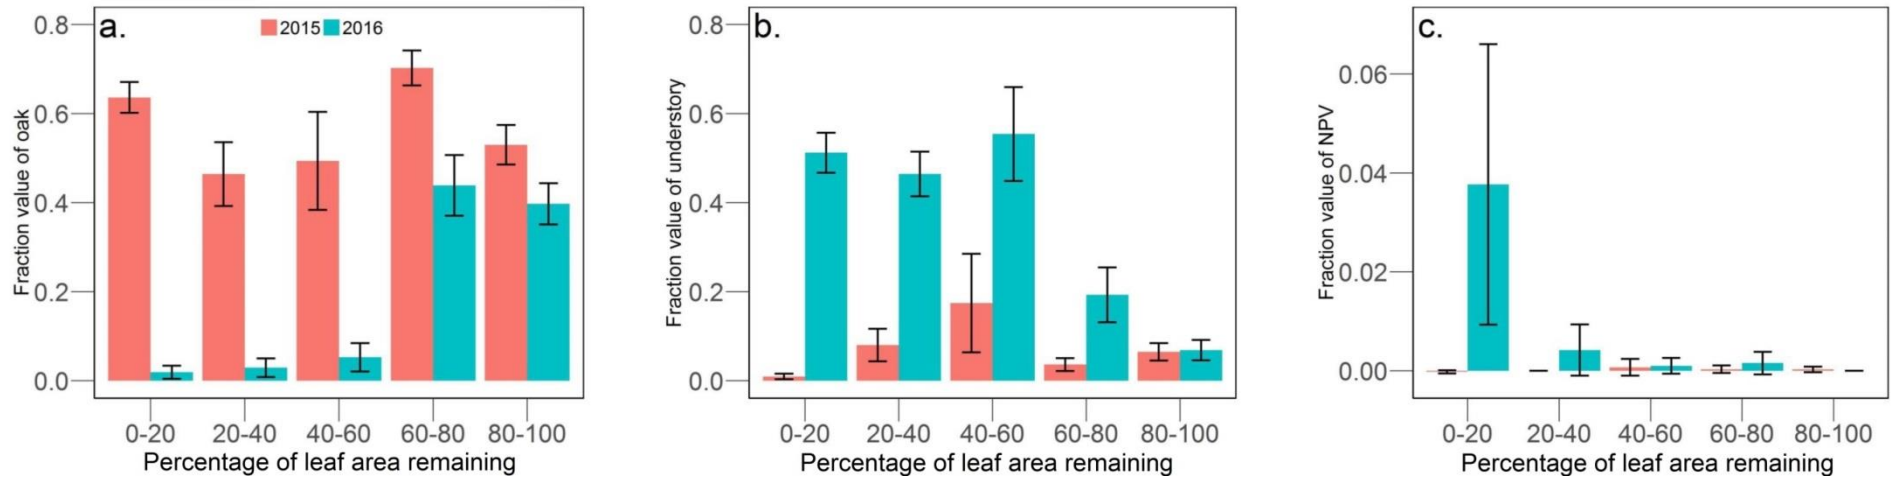 a.
2015 2016
Fraction value of oak
0.8
0.6
0.4
0.2
0.0
0-20 20-40 40-60 60-80 80-100
Percentage of leaf area remaining
b.
Fraction value of understory
0.8
0.6
0.4
0.2
0.0
0-20 20-40 40-60 60-80 80-100
Percentage of leaf area remaining
c.
Fraction value of NPV
0.06
0.04
0.02
0.00
0-20 20-40 40-60 60-80 80-100
Percentage of leaf area remaining